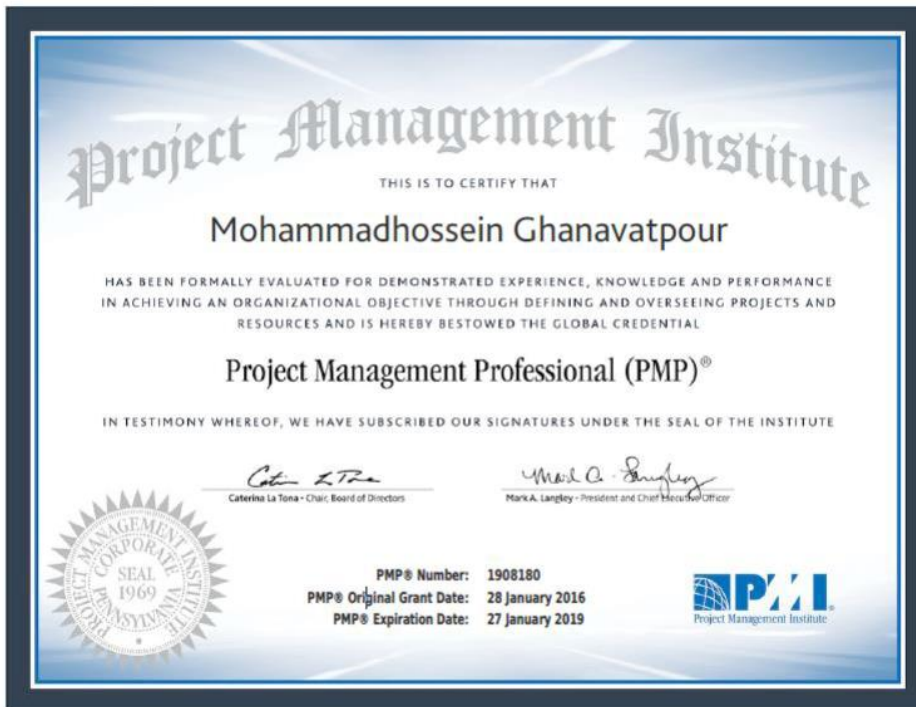 Project Management Institute
THIS IS TO CERTIFY THAT
Mohammadhossein Ghanavatpour
HAS BEEN FORMALLY EVALUATED FOR DEMONSTRATED EXPERIENCE, KNOWLEDGE AND PERFORMANCE
IN ACHIEVING AN ORGANIZATIONAL OBJECTIVE THROUGH DEFINING AND OVERSEEING PROJECTS AND
RESOURCES AND IS HEREBY BESTOWED THE GLOBAL CREDENTIAL
Project Management Professional (PMP)®
IN TESTIMONY WHEREOF, WE HAVE SUBSCRIBED OUR SIGNATURES UNDER THE SEAL OF THE INSTITUTE
Caterina La Tona • Chair, Board of Directors
Mark A. Langley • President and Chief Executive Officer
PROJECT MANAGEMENT INSTITUTE
CORPORATE
SEAL
1969
PENNSYLVANIA
PMP® Number: 1908180
PMP® Original Grant Date: 28 January 2016
PMP® Expiration Date: 27 January 2019
PMI®
Project Management Institute